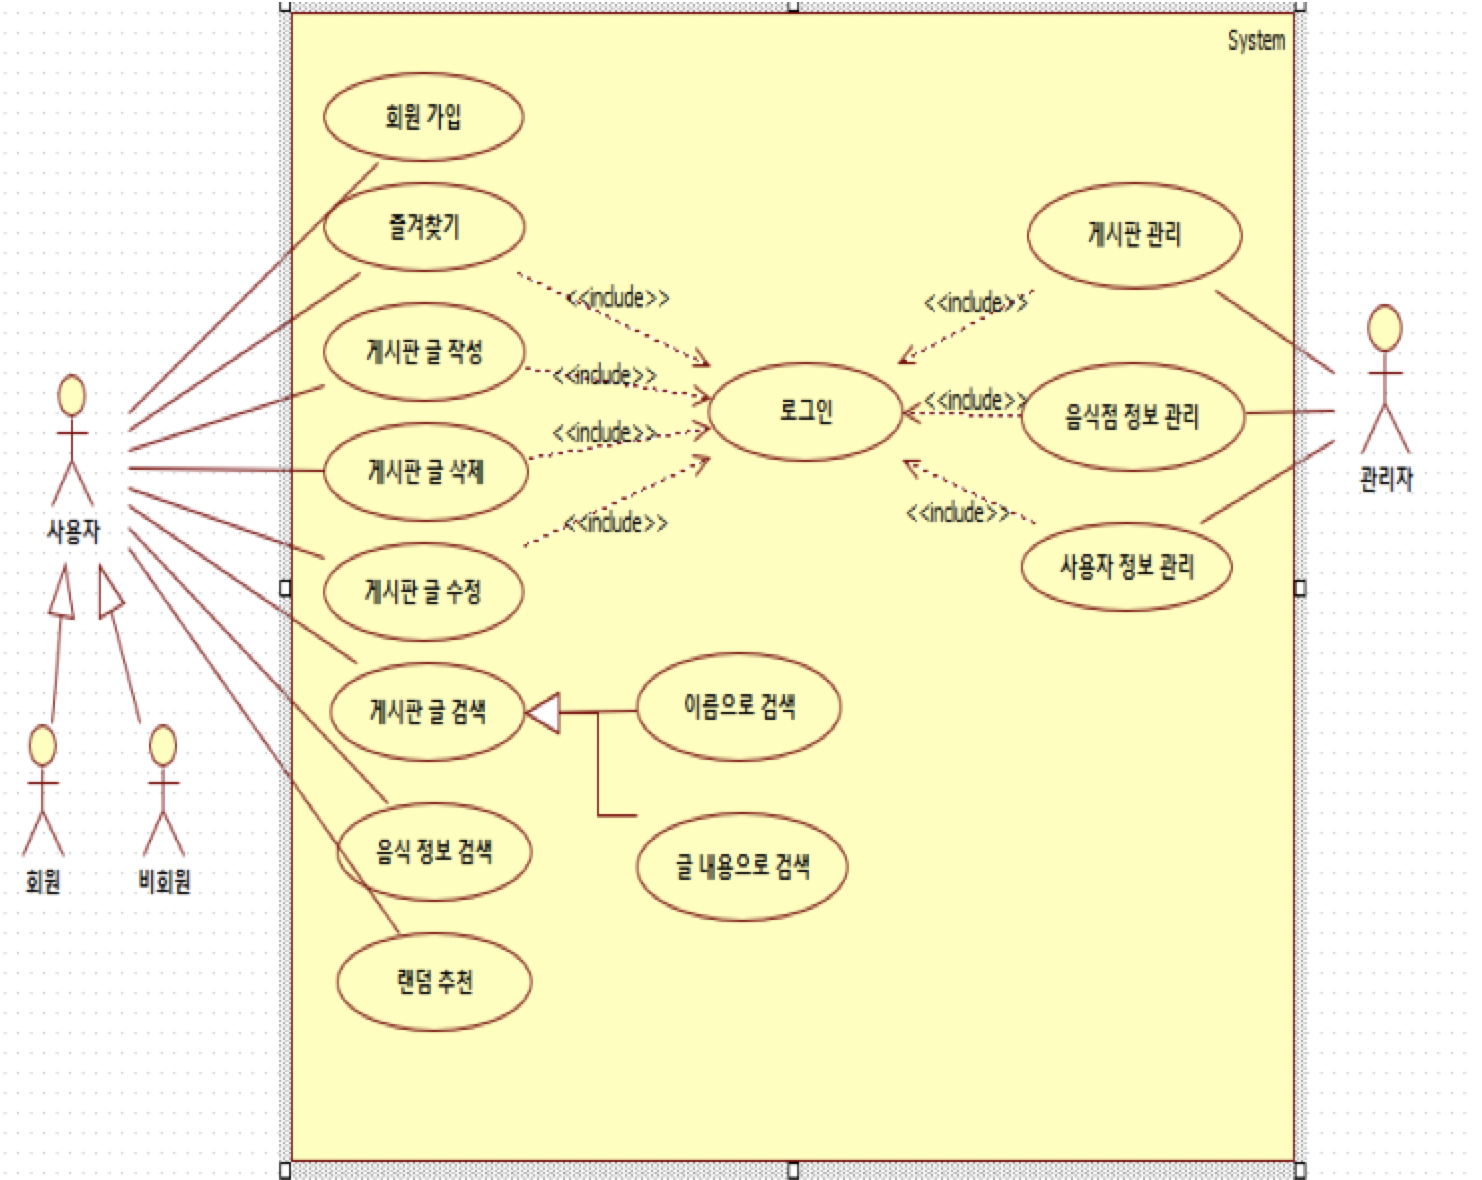 System
회원 가입
즐겨찾기
게시판 글 작성
게시판 글 삭제
게시판 글 수정
게시판 글 검색
음식 정보 검색
랜덤 추천
<<include>>
<<include>>
<<include>>
<<include>>
로그인
<<include>>
<<include>>
<<include>>
게시판 관리
음식점 정보 관리
사용자 정보 관리
이름으로 검색
글 내용으로 검색
사용자
회원
비회원
관리자